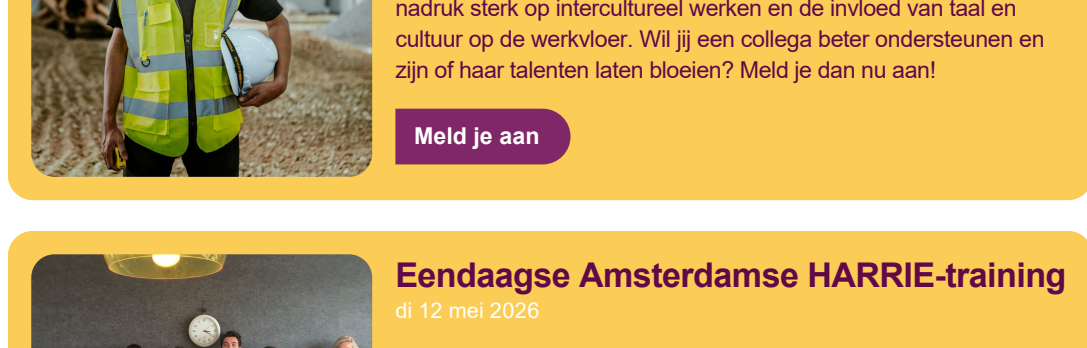 nadruk sterk op intercultureel werken en de invloed van taal en
cultuur op de werkvloer. Wil jij een collega beter ondersteunen en
zijn of haar talenten laten bloeien? Meld je dan nu aan!
Meld je aan
Eendaagse Amsterdamse HARRIE-training
di 12 mei 2026